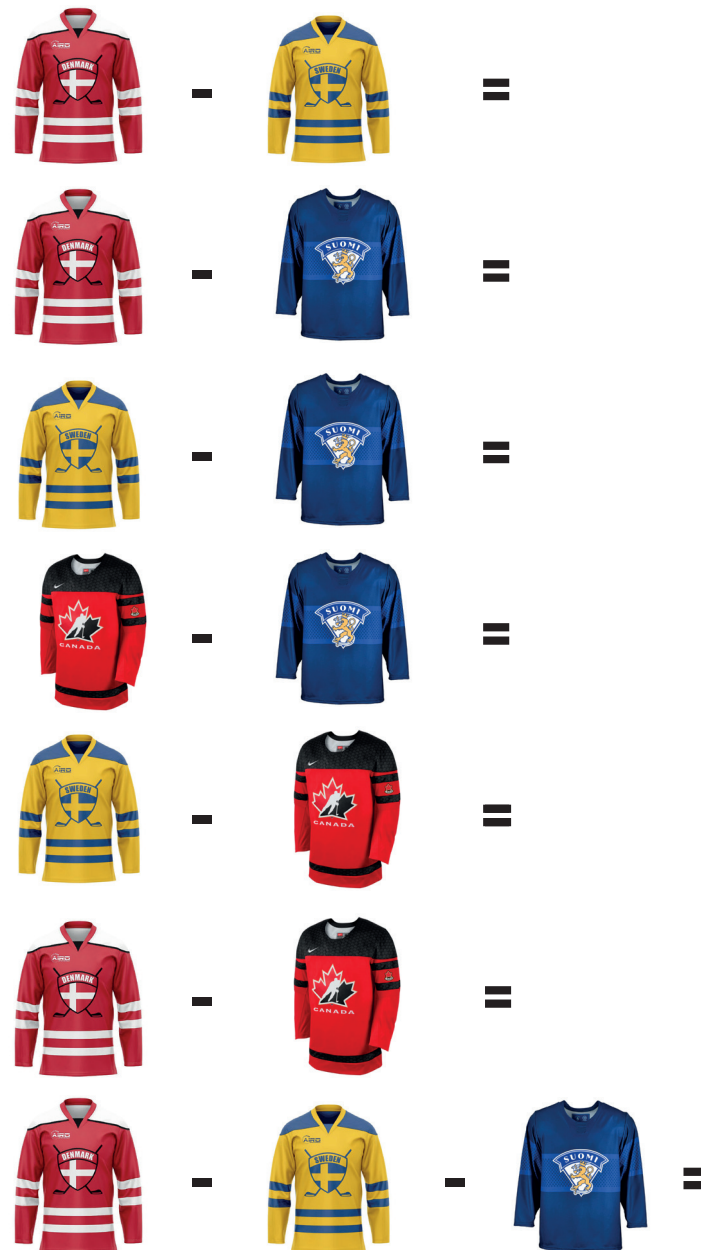 DENMARK - SWEDEN =
DENMARK - SUOMI =
SWEDEN - SUOMI =
CANADA - SUOMI =
SWEDEN - CANADA =
DENMARK - CANADA =
DENMARK - SWEDEN - SUOMI =